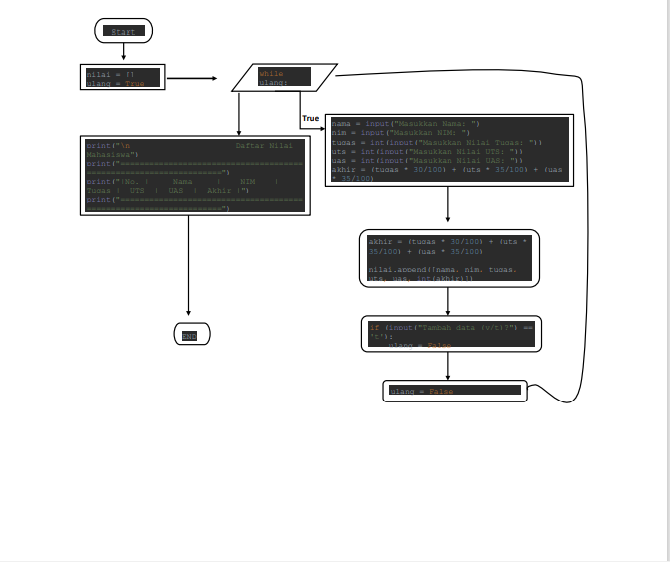 Start
nilai = []
ulang = True
While
ulang:
True
nama = input("Masukkan Nama: ")
nim = input("Masukkan NIM: ")
tugas = int(input("Masukkan Nilai Tugas: "))
uts = int(input("Masukkan Nilai UTS: "))
uas = int(input("Masukkan Nilai UAS: "))
akhir = (tugas * 30/100) + (uts * 35/100) + (uas
* 35/100)
print("\n Daftar Nilai
Mahasiswa")
print("==========================================
===========================")
print("|No. | Nama | NIM |
Tugas | UTS | UAS | Akhir |")
print("==========================================
===========================")
akhir = (tugas * 30/100) + (uts *
35/100) + (uas * 35/100)
nilai.append([nama, nim, tugas,
uts, uas, int(akhir)])
if (input("Tambah data (y/t)?") ==
't'):
ulang = False
ulang = False
END